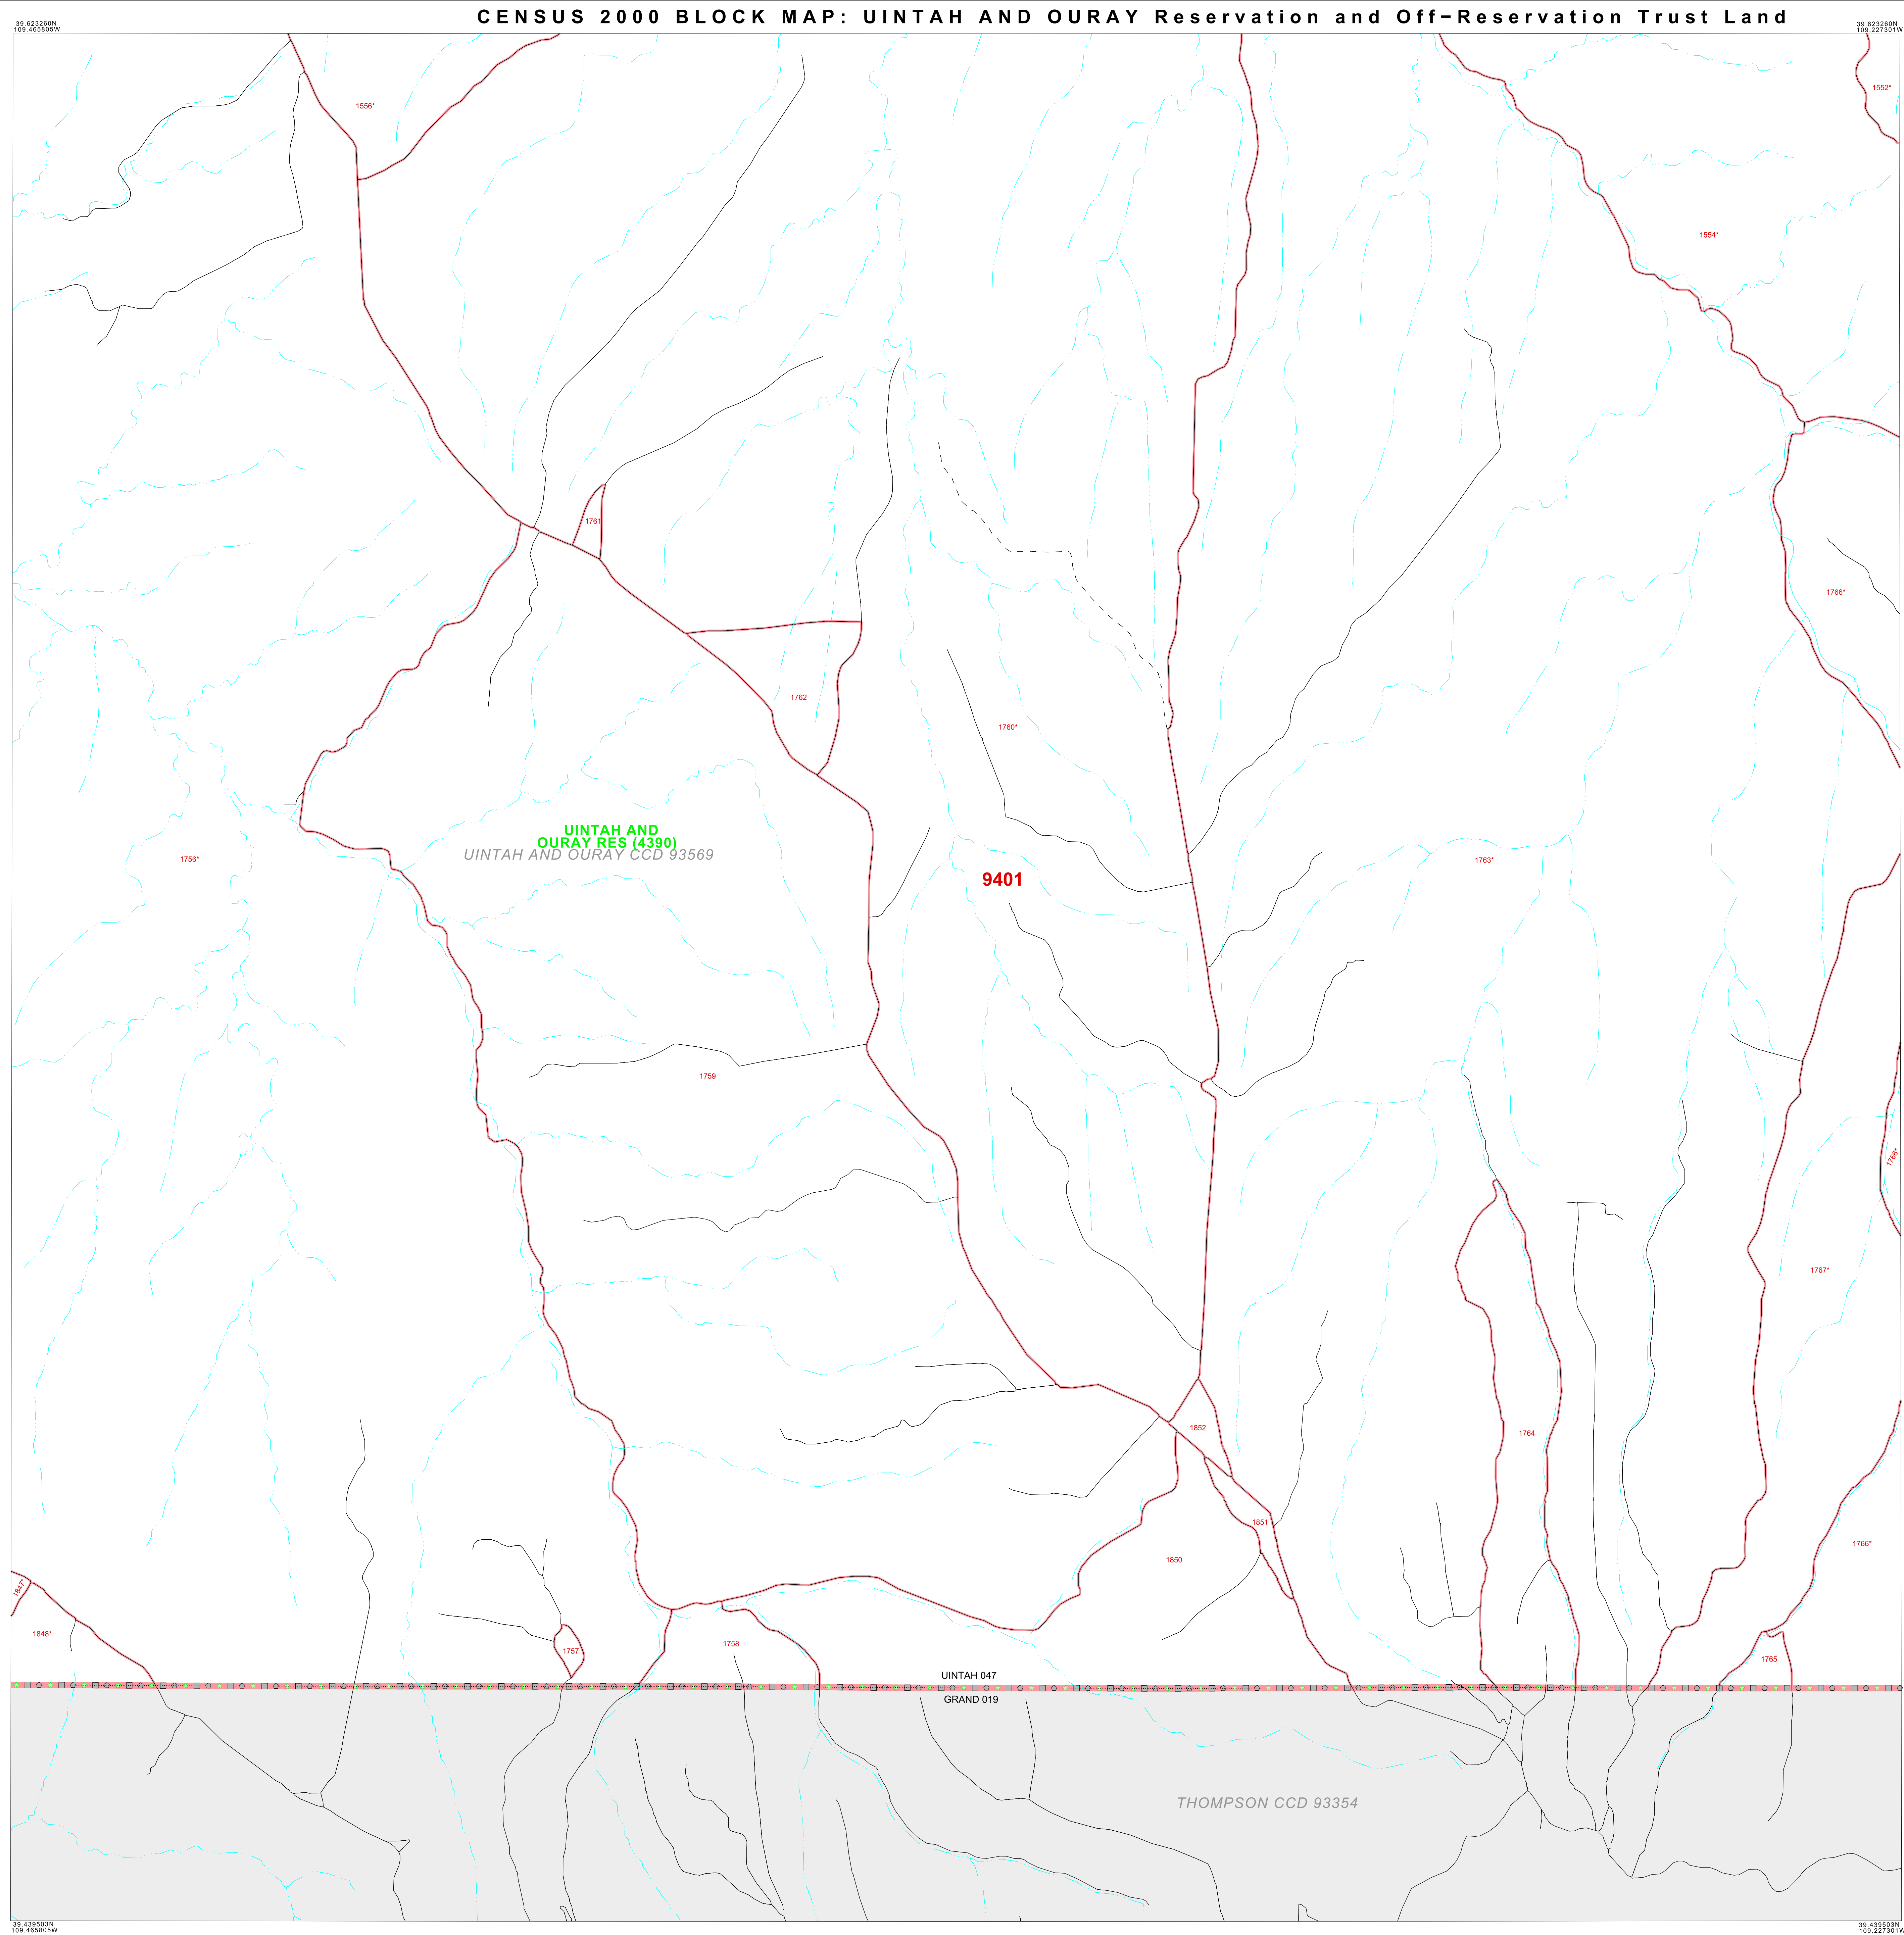 CENSUS 2000 BLOCK MAP: UINTAH AND OURAY Reservation and Off-Reservation Trust Land
39.623260N
109.465805W
39.623260N
109.227301W
1556*
1552*
1554*
1761
1766*
1762
1760*
UINTAH AND
OURAY RES (4390)
UINTAH AND OURAY CCD 93569
1756*
9401
1763*
1759
1766*
1767*
1852
1764
1851
1850
1766*
1847*
1848*
1757
1758
1765
UINTAH 047
GRAND 019
THOMPSON CCD 93354
39.439503N
109.465805W
39.439503N
109.227301W